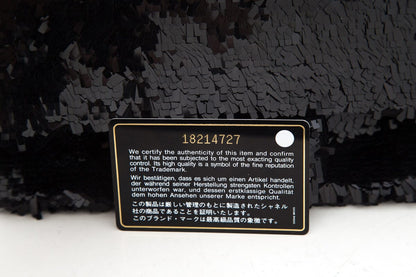 18214727
We certify the authenticity of this item and confirm
that it has been subjected to the most exacting quality
control. Its high quality is a symbol of the fine reputation
of the Trademark.
Wir bestätigen, dass es sich um einen Artikel handelt,
der während seiner Herstellung strengsten Kontrollen
unterworfen war, und dessen erstklassige Qualität
dem hohen Ansehen unserer Marke entspricht.
この製品は厳しい管理のもとに製造されたシャネル
社の商品であることを証明いたします。
このブランド・マークは最高級品質の象徴です。